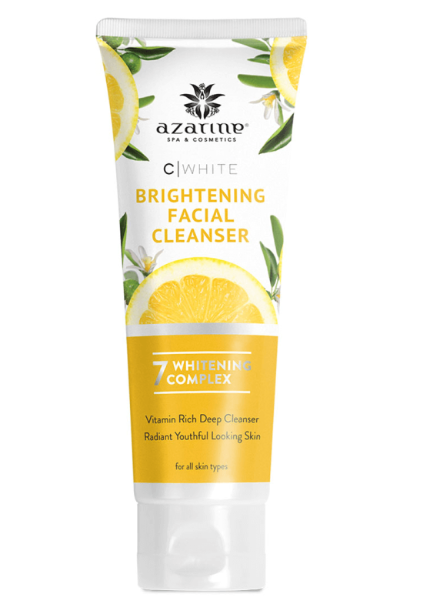 azarine®
SPA & COSMETICS
C|WHITE
BRIGHTENING
FACIAL
CLEANSER
7 WHITENING
COMPLEX
Vitamin Rich Deep Cleanser
Radiant Youthful Looking Skin
for all skin types